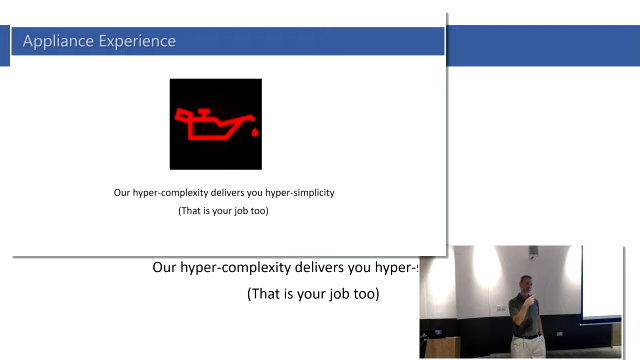 Appliance Experience
Our hyper-complexity delivers you hyper-simplicity
(That is your job too)
Our hyper-complexity delivers you hyper-s
(That is your job too)